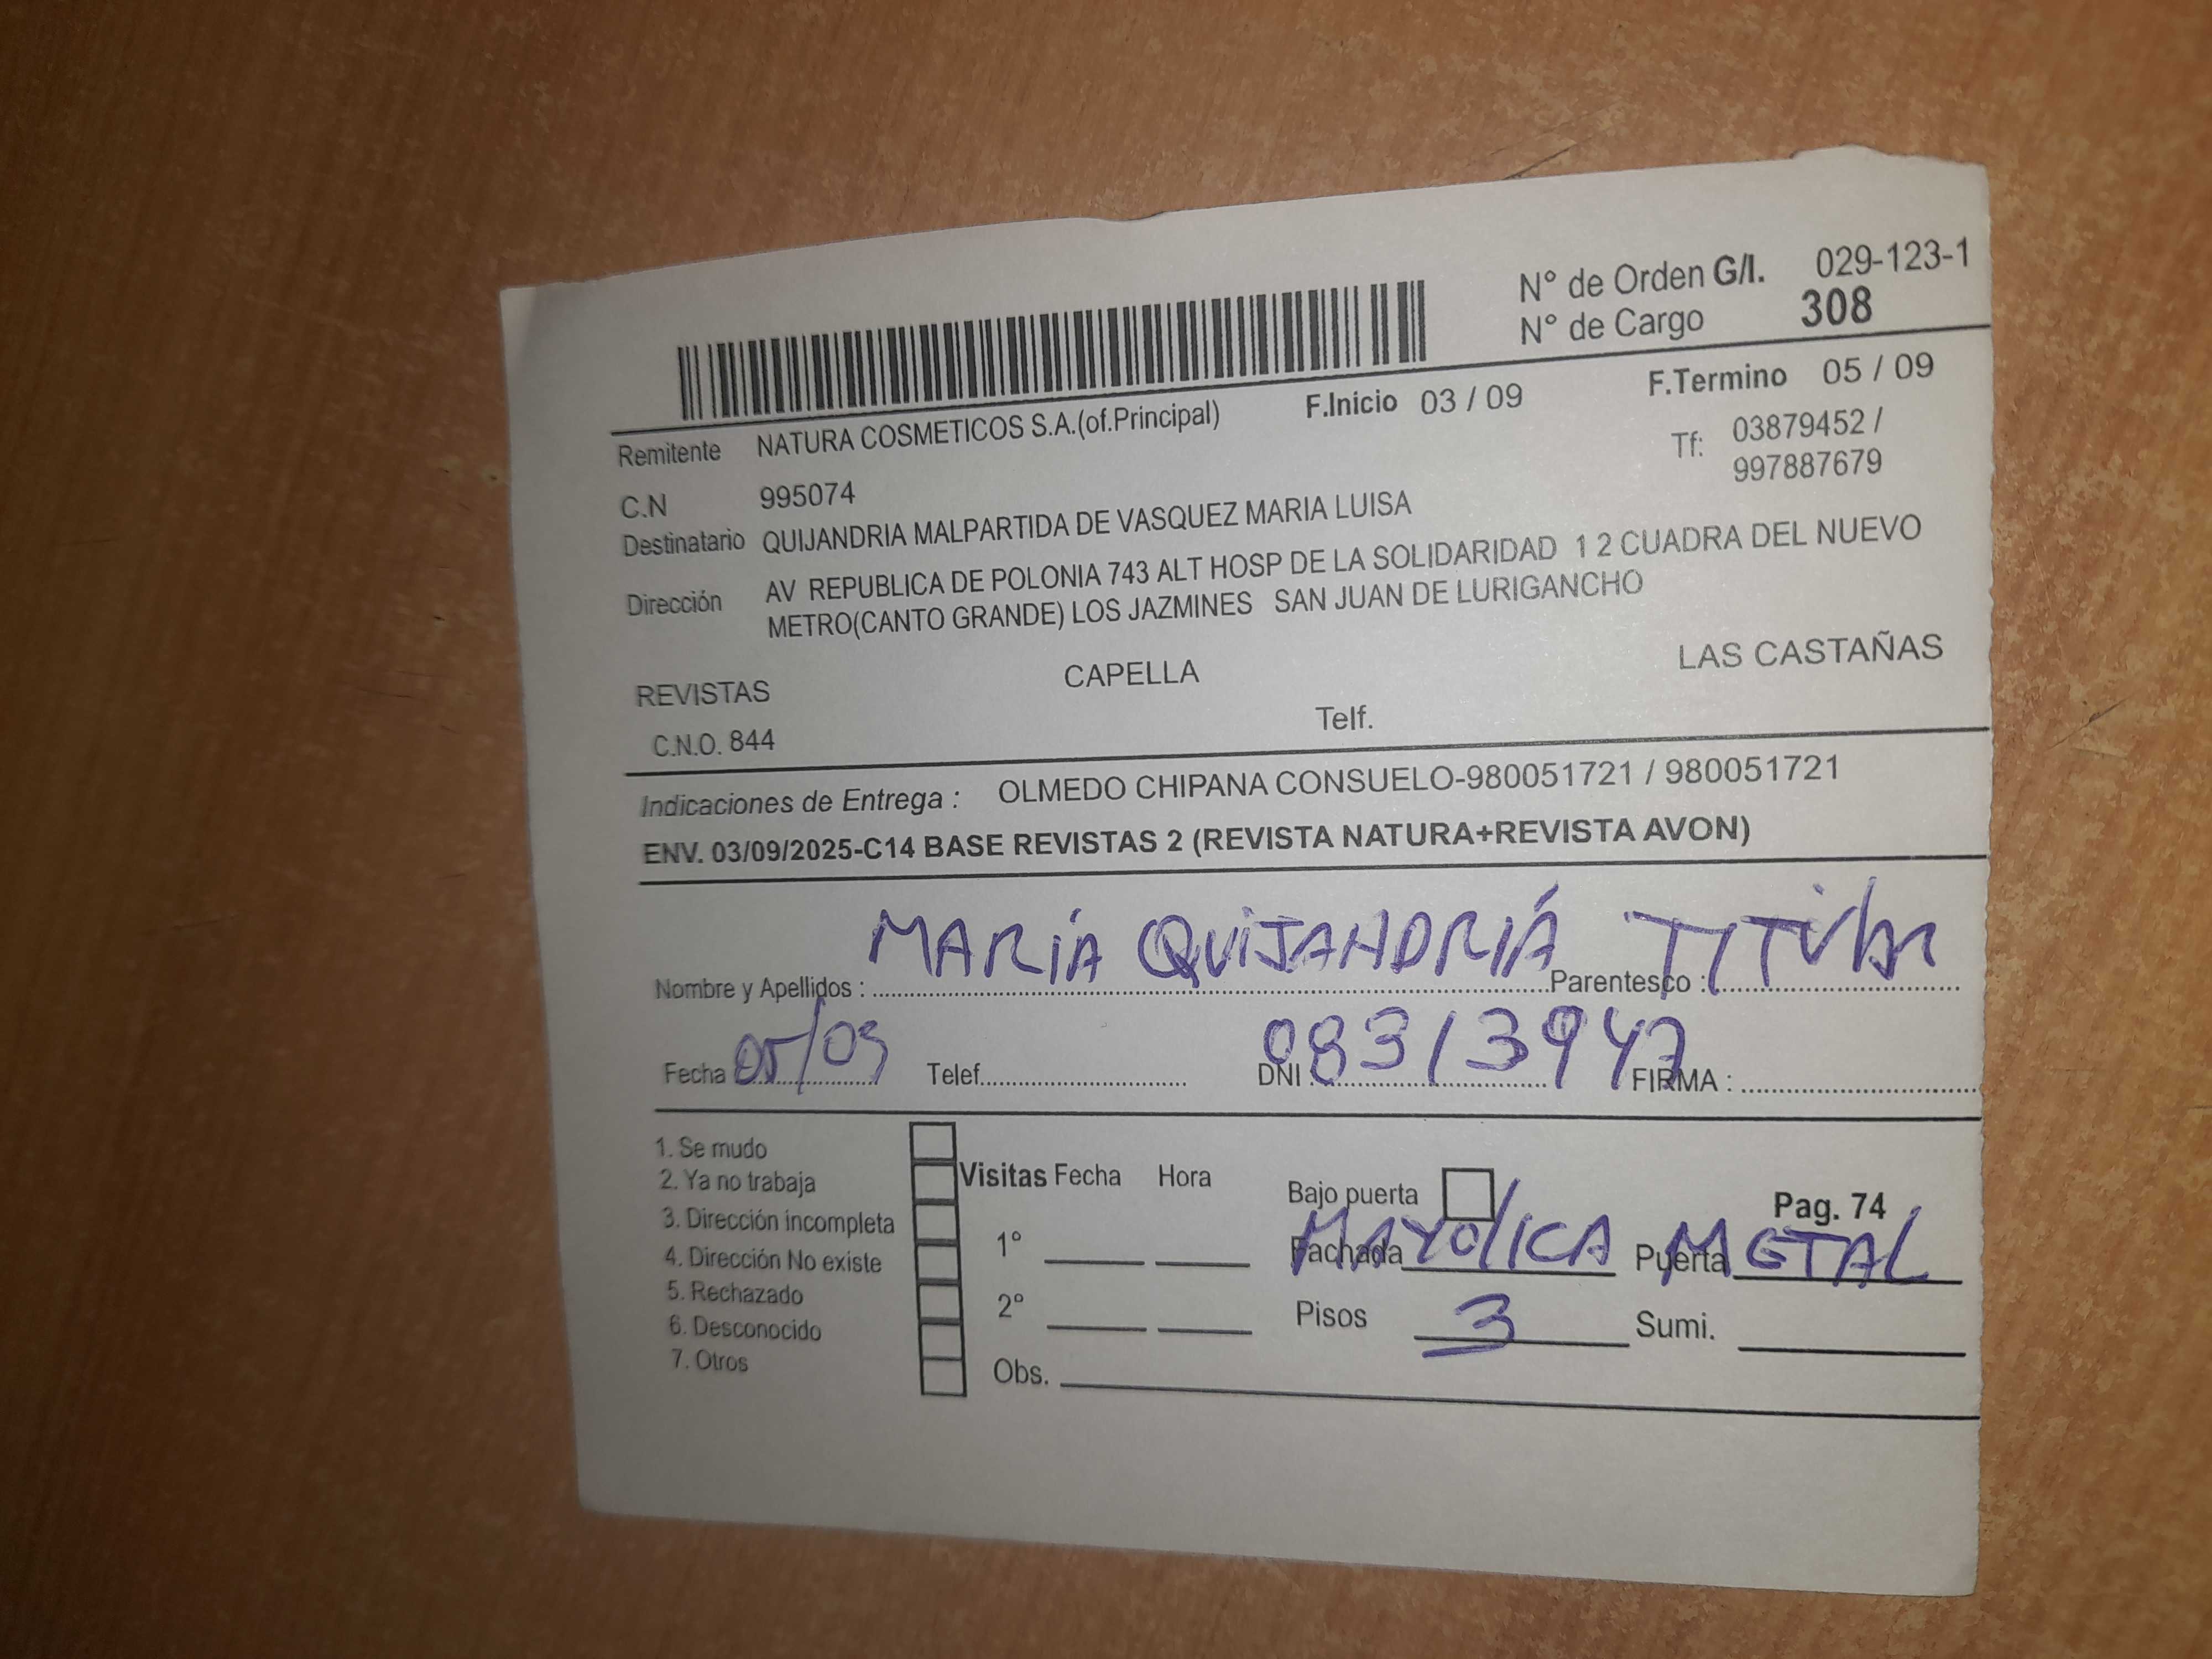 N° de Orden G/I. 029-123-1
N° de Cargo 308
F.Inicio 03 / 09 F.Termino 05 / 09
Remitente NATURA COSMETICOS S.A.(of.Principal) Tf: 03879452 /
997887679
C.N 995074
Destinatario QUIJANDRIA MALPARTIDA DE VASQUEZ MARIA LUISA
Dirección AV REPUBLICA DE POLONIA 743 ALT HOSP DE LA SOLIDARIDAD 1 2 CUADRA DEL NUEVO
METRO(CANTO GRANDE) LOS JAZMINES SAN JUAN DE LURIGANCHO
REVISTAS CAPELLA LAS CASTAÑAS
C.N.O. 844 Telf.
Indicaciones de Entrega : OLMEDO CHIPANA CONSUELO-980051721 / 980051721
ENV. 03/09/2025-C14 BASE REVISTAS 2 (REVISTA NATURA+REVISTA AVON)
Nombre y Apellidos : MARÍA QUIJANDRIÁ Parentesco : TITULAR
Fecha 05/09 Telef. DNI : 08313947 FIRMA :
1. Se mudo
2. Ya no trabaja
3. Dirección incompleta
4. Dirección No existe
5. Rechazado
6. Desconocido
7. Otros
Visitas Fecha Hora
1°
2°
Obs.
Bajo puerta Pag. 74
Fachada MAYOLICA Puerta METAL
Pisos 3 Sumi.